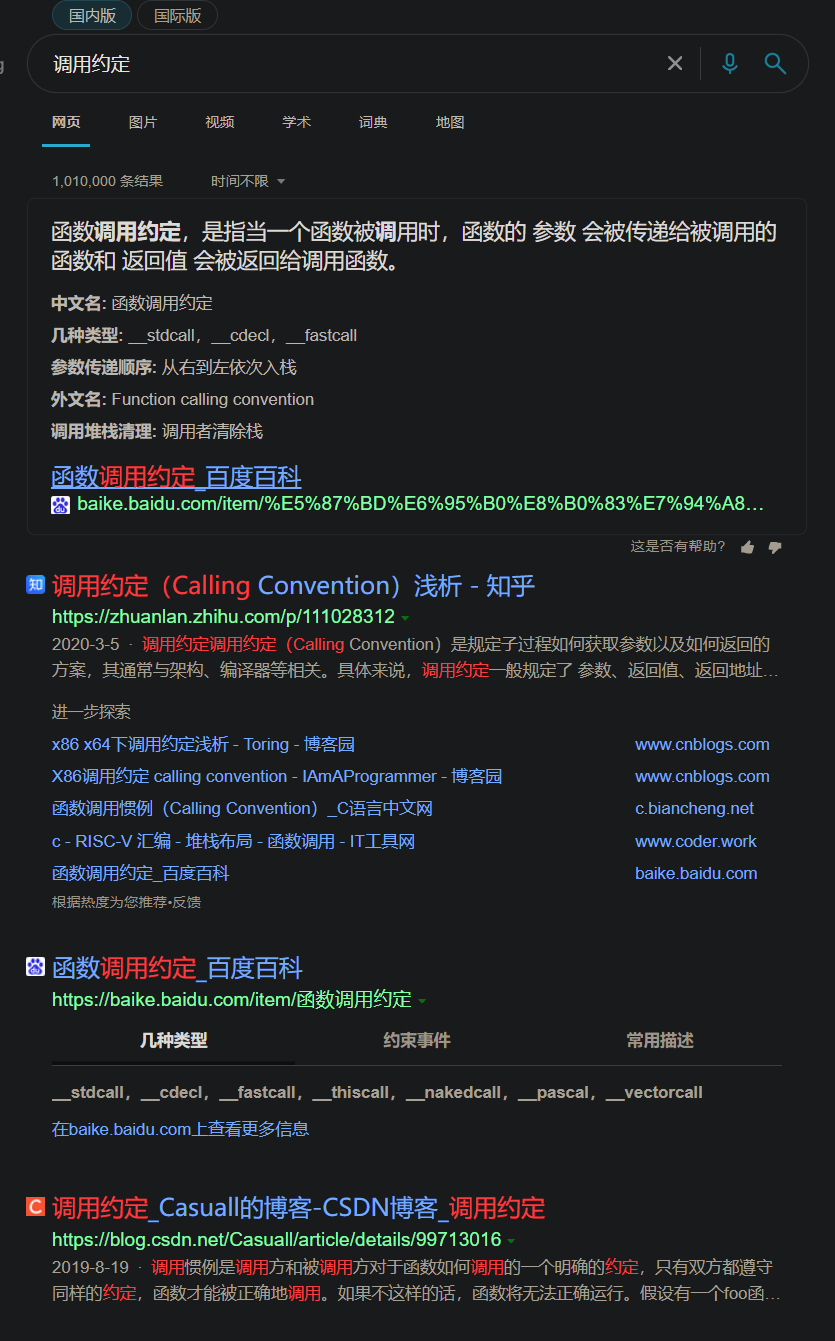 国内版 国际版
调用约定
网页 图片 视频 学术 词典 地图
1,010,000 条结果 时间不限
函数调用约定，是指当一个函数被调用时，函数的 参数 会被传递给被调用的
函数和 返回值 会被返回给调用函数。
中文名: 函数调用约定
几种类型: __stdcall，__cdecl，__fastcall
参数传递顺序: 从右到左依次入栈
外文名: Function calling convention
调用堆栈清理: 调用者清除栈
函数调用约定_百度百科
baike.baidu.com/item/%E5%87%BD%E6%95%B0%E8%B0%83%E7%94%A8…
这是否有帮助?
知 调用约定（Calling Convention）浅析 - 知乎
https://zhuanlan.zhihu.com/p/111028312
2020-3-5 · 调用约定调用约定（Calling Convention）是规定子过程如何获取参数以及如何返回的
方案，其通常与架构、编译器等相关。具体来说，调用约定一般规定了 参数、返回值、返回地址…
进一步探索
x86 x64下调用约定浅析 - Toring - 博客园 www.cnblogs.com
X86调用约定 calling convention - IAmAProgrammer - 博客园 www.cnblogs.com
函数调用惯例（Calling Convention）_C语言中文网 c.biancheng.net
c - RISC-V 汇编 - 堆栈布局 - 函数调用 - IT工具网 www.coder.work
函数调用约定_百度百科 baike.baidu.com
根据热度为您推荐•反馈
函数调用约定_百度百科
https://baike.baidu.com/item/函数调用约定
几种类型 约束事件 常用描述
__stdcall，__cdecl，__fastcall，__thiscall，__nakedcall，__pascal，__vectorcall
在baike.baidu.com上查看更多信息
C 调用约定_Casuall的博客-CSDN博客_调用约定
https://blog.csdn.net/Casuall/article/details/99713016
2019-8-19 · 调用惯例是调用方和被调用方对于函数如何调用的一个明确的约定，只有双方都遵守
同样的约定，函数才能被正确地调用。如果不这样的话，函数将无法正确运行。假设有一个foo函…